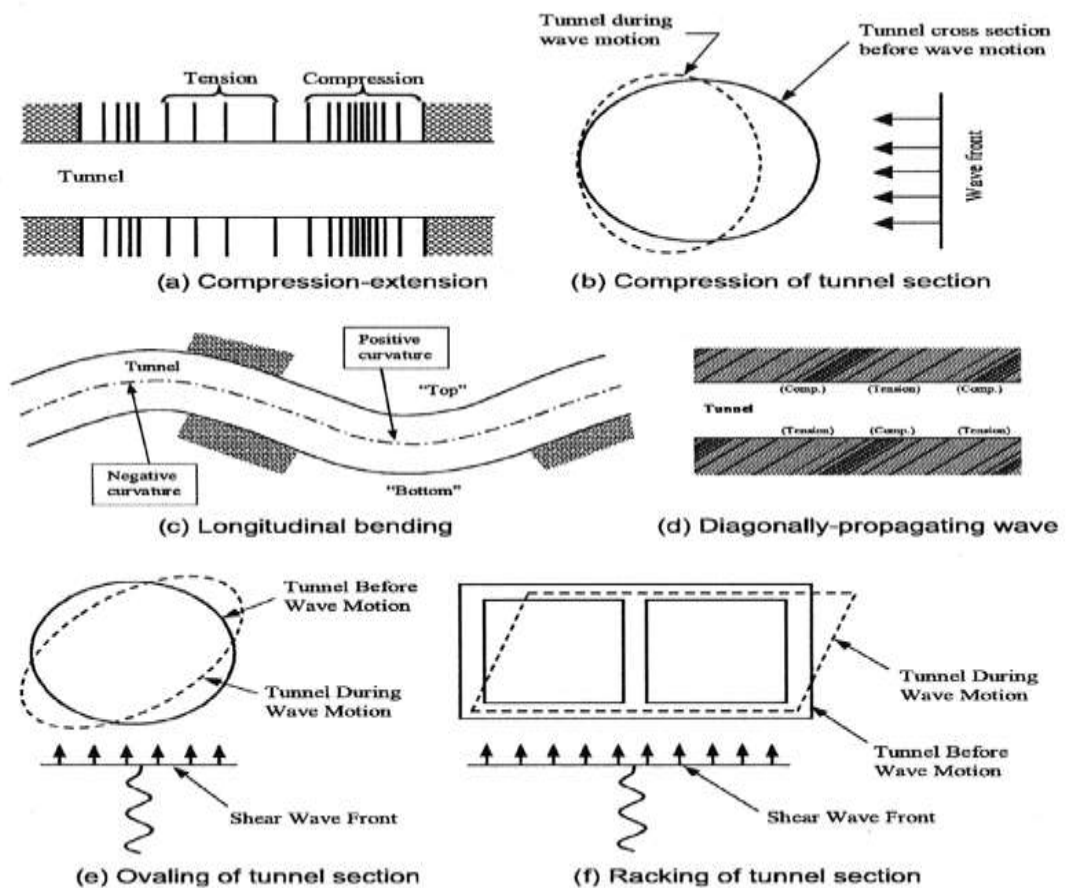 Tension
Compression
Tunnel
(a) Compression-extension
Tunnel during
wave motion
Tunnel cross section
before wave motion
Wave front
(b) Compression of tunnel section
Positive
curvature
Tunnel
"Top"
Negative
curvature
"Bottom"
(c) Longitudinal bending
(Comp.) (Tension) (Comp.)
Tunnel
(Tension) (Comp.) (Tension)
(d) Diagonally-propagating wave
Tunnel Before
Wave Motion
Tunnel During
Wave Motion
Shear Wave Front
(e) Ovaling of tunnel section
Tunnel During
Wave Motion
Tunnel Before
Wave Motion
Shear Wave Front
(f) Racking of tunnel section